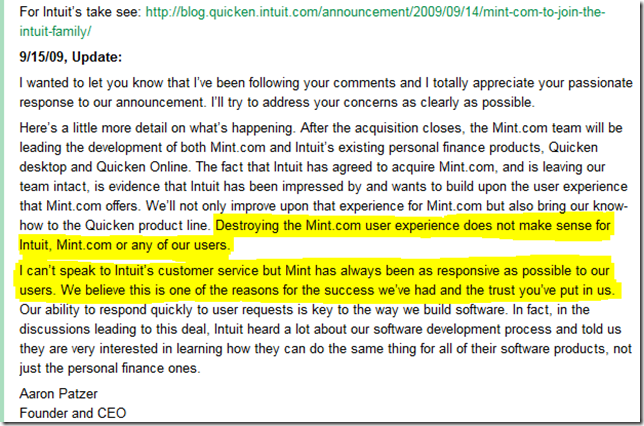 For Intuit's take see: http://blog.quicken.intuit.com/announcement/2009/09/14/mint-com-to-join-the-
intuit-family/
9/15/09, Update:
I wanted to let you know that I've been following your comments and I totally appreciate your passionate
response to our announcement. I'll try to address your concerns as clearly as possible.
Here's a little more detail on what's happening. After the acquisition closes, the Mint.com team will be
leading the development of both Mint.com and Intuit's existing personal finance products, Quicken
desktop and Quicken Online. The fact that Intuit has agreed to acquire Mint.com, and is leaving our
team intact, is evidence that Intuit has been impressed by and wants to build upon the user experience
that Mint.com offers. We'll not only improve upon that experience for Mint.com but also bring our know-
how to the Quicken product line. Destroying the Mint.com user experience does not make sense for
Intuit, Mint.com or any of our users.
I can't speak to Intuit's customer service but Mint has always been as responsive as possible to our
users. We believe this is one of the reasons for the success we've had and the trust you've put in us.
Our ability to respond quickly to user requests is key to the way we build software. In fact, in the
discussions leading to this deal, Intuit heard a lot about our software development process and told us
they are very interested in learning how they can do the same thing for all of their software products, not
just the personal finance ones.
Aaron Patzer
Founder and CEO